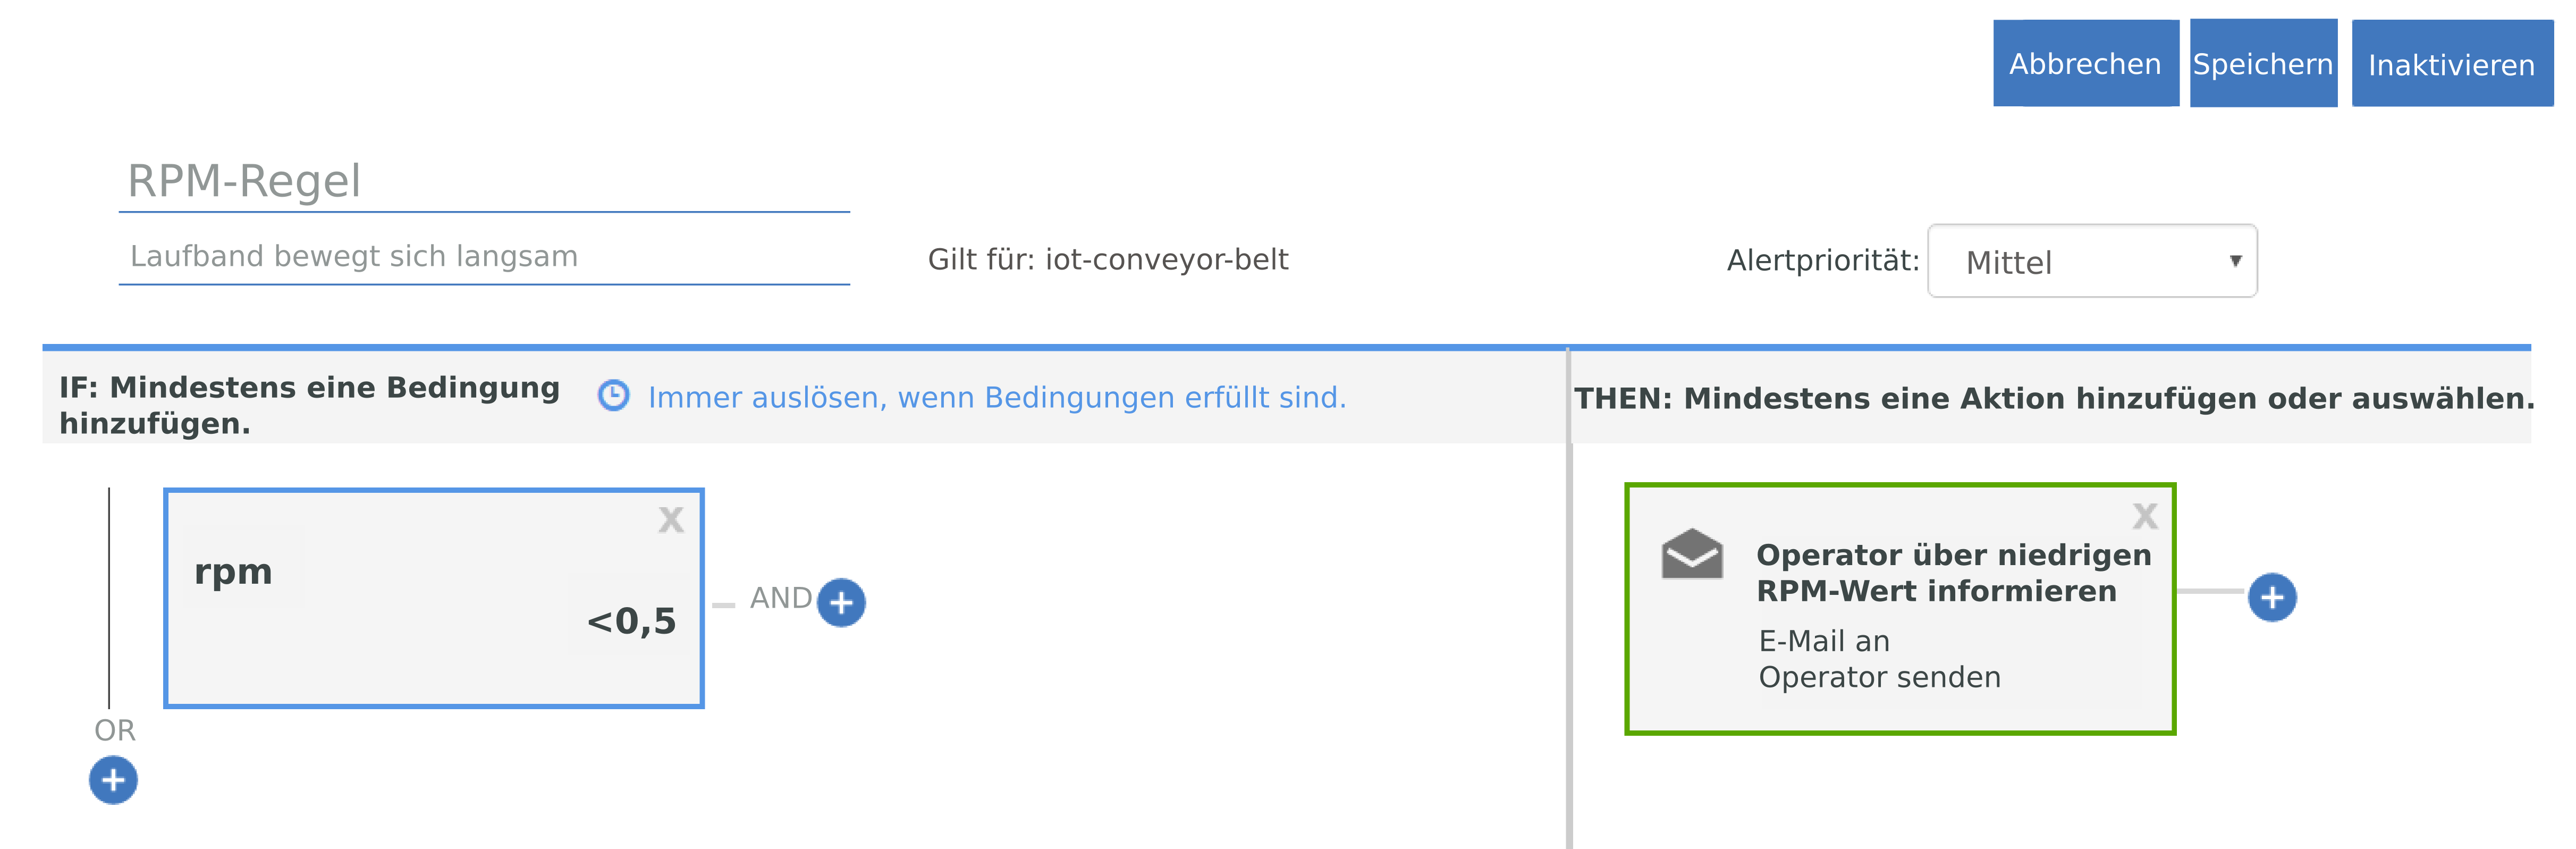 Abbrechen
Speichern
Inaktivieren
RPM-Regel
Laufband bewegt sich langsam
Gilt für: iot-conveyor-belt
Alertpriorität:
Mittel
IF: Mindestens eine Bedingung
hinzufügen.
Immer auslösen, wenn Bedingungen erfüllt sind.
THEN: Mindestens eine Aktion hinzufügen oder auswählen.
X
rpm
<0,5
AND
OR
X
Operator über niedrigen
RPM-Wert informieren
E-Mail an
Operator senden